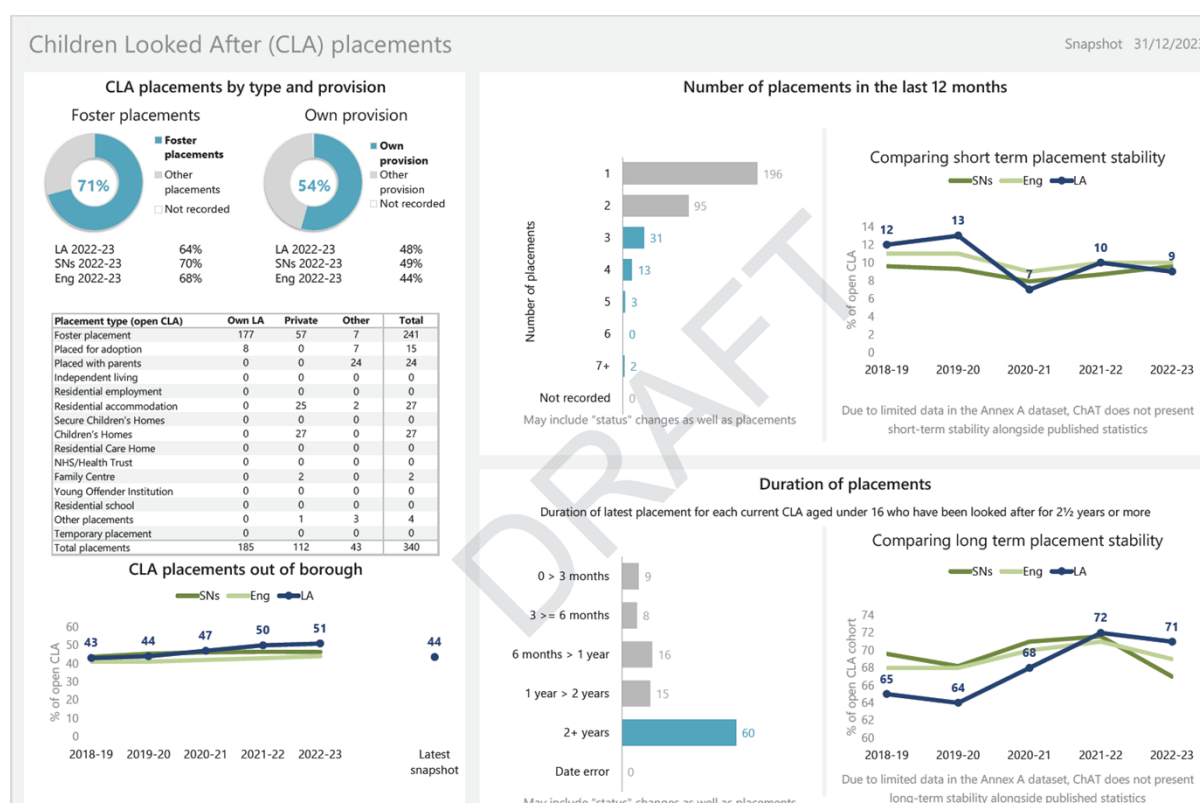 Children Looked After (CLA) placements
Snapshot 31/12/202
CLA placements by type and provision
Foster placements
71%
Foster
placements
Other
placements
Not recorded
LA 2022-23 64%
SNs 2022-23 70%
Eng 2022-23 68%
Own provision
54%
Own
provision
Other
provision
Not recorded
LA 2022-23 48%
SNs 2022-23 49%
Eng 2022-23 44%
Placement type (open CLA) Own LA Private Other Total
Foster placement 177 57 7 241
Placed for adoption 8 0 7 15
Placed with parents 0 0 24 24
Independent living 0 0 0 0
Residential employment 0 0 0 0
Residential accommodation 0 25 2 27
Secure Children's Homes 0 0 0 0
Children's Homes 0 27 0 27
Residential Care Home 0 0 0 0
NHS/Health Trust 0 0 0 0
Family Centre 0 2 0 2
Young Offender Institution 0 0 0 0
Residential school 0 0 0 0
Other placements 0 1 3 4
Temporary placement 0 0 0 0
Total placements 185 112 43 340
CLA placements out of borough
SNs Eng LA
% of open CLA
60
50
40
30
20
10
0
43 44 47 50 51 44
2018-19 2019-20 2020-21 2021-22 2022-23 Latest
snapshot
Number of placements in the last 12 months
Number of placements
1 196
2 95
3 31
4 13
5 3
6 0
7+ 2
Not recorded 0
May include "status" changes as well as placements
Comparing short term placement stability
SNs Eng LA
% of open CLA
14
12
10
8
6
4
2
0
12 13 7 10 9
2018-19 2019-20 2020-21 2021-22 2022-23
Due to limited data in the Annex A dataset, ChAT does not present
short-term stability alongside published statistics
Duration of placements
Duration of latest placement for each current CLA aged under 16 who have been looked after for 2½ years or more
0 > 3 months 9
3 >= 6 months 8
6 months > 1 year 16
1 year > 2 years 15
2+ years 60
Date error 0
May include "status" changes as well as placements
Comparing long term placement stability
SNs Eng LA
% of open CLA cohort
74
72
70
68
66
64
62
60
65 64 68 72 71
2018-19 2019-20 2020-21 2021-22 2022-23
Due to limited data in the Annex A dataset, ChAT does not present
long-term stability alongside published statistics
DRAFT